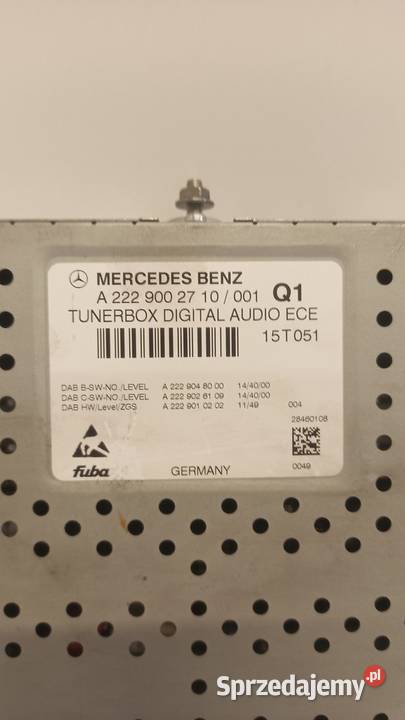 MERCEDES BENZ
A 222 900 27 10 / 001 Q1
TUNERBOX DIGITAL AUDIO ECE
15T051
DAB B-SW-NO./LEVEL A 222 904 80 00 14/40/00
DAB C-SW-NO./LEVEL A 222 902 61 09 14/40/00
DAB HW/Level/ZGS A 222 901 02 02 11/49 004
28460108
fuba GERMANY 0049
Sprzedajemy.pl